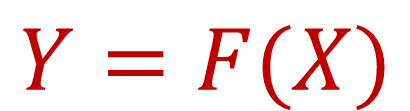 Y = F(X)